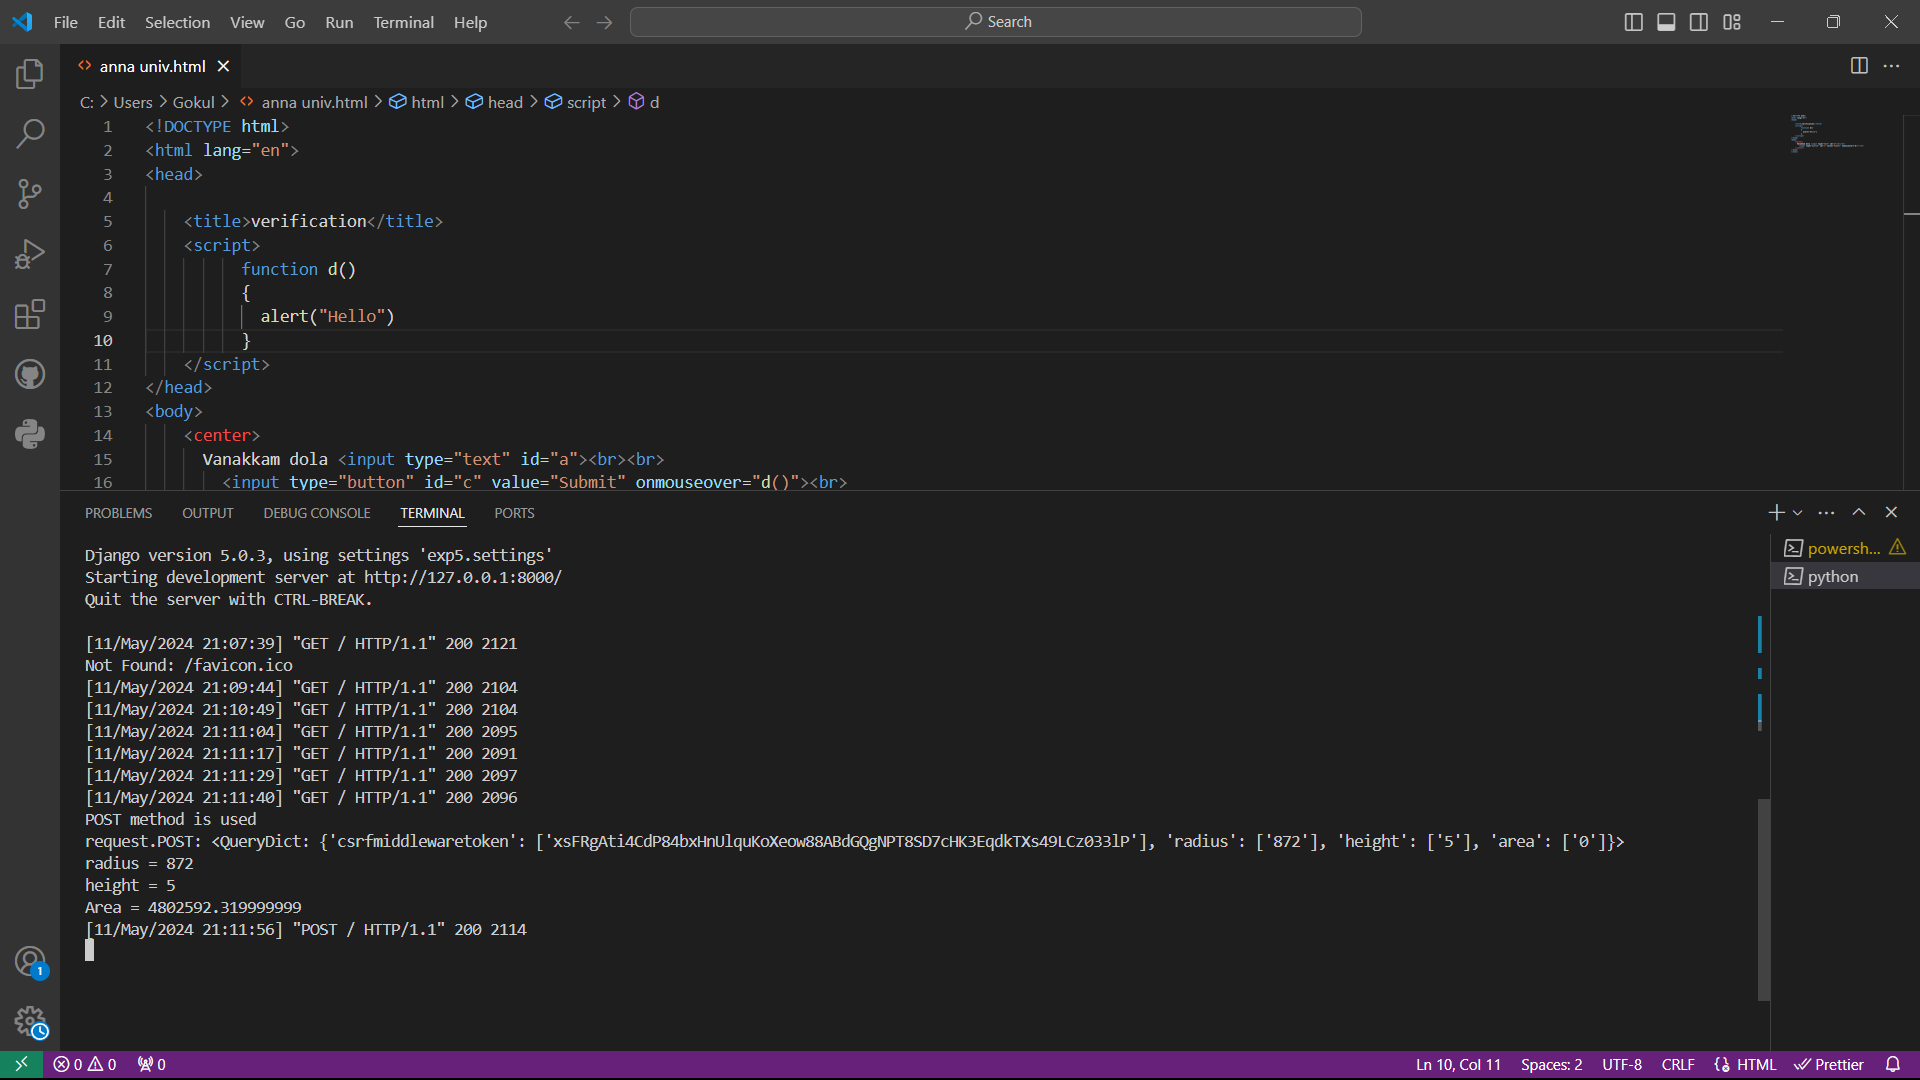 File Edit Selection View Go Run Terminal Help Search
anna univ.html
C: > Users > Gokul > anna univ.html > html > head > script > d
1 <!DOCTYPE html>
2 <html lang="en">
3 <head>
4
5 <title>verification</title>
6 <script>
7 function d()
8 {
9 alert("Hello")
10 }
11 </script>
12 </head>
13 <body>
14 <center>
15 Vanakkam dola <input type="text" id="a"><br><br>
16 <input type="button" id="c" value="Submit" onmouseover="d()"><br>
PROBLEMS OUTPUT DEBUG CONSOLE TERMINAL PORTS
powersh...
python
Django version 5.0.3, using settings 'exp5.settings'
Starting development server at http://127.0.0.1:8000/
Quit the server with CTRL-BREAK.
[11/May/2024 21:07:39] "GET / HTTP/1.1" 200 2121
Not Found: /favicon.ico
[11/May/2024 21:09:44] "GET / HTTP/1.1" 200 2104
[11/May/2024 21:10:49] "GET / HTTP/1.1" 200 2104
[11/May/2024 21:11:04] "GET / HTTP/1.1" 200 2095
[11/May/2024 21:11:17] "GET / HTTP/1.1" 200 2091
[11/May/2024 21:11:29] "GET / HTTP/1.1" 200 2097
[11/May/2024 21:11:40] "GET / HTTP/1.1" 200 2096
POST method is used
request.POST: <QueryDict: {'csrfmiddlewaretoken': ['xsFRgAti4CdP84bxHnUlquKoXeow88ABdGQgNPT8SD7cHK3EqdkTXs49LCz033lP'], 'radius': ['872'], 'height': ['5'], 'area': ['0']}>
radius = 872
height = 5
Area = 4802592.319999999
[11/May/2024 21:11:56] "POST / HTTP/1.1" 200 2114
1
0 0 0 Ln 10, Col 11 Spaces: 2 UTF-8 CRLF HTML Prettier